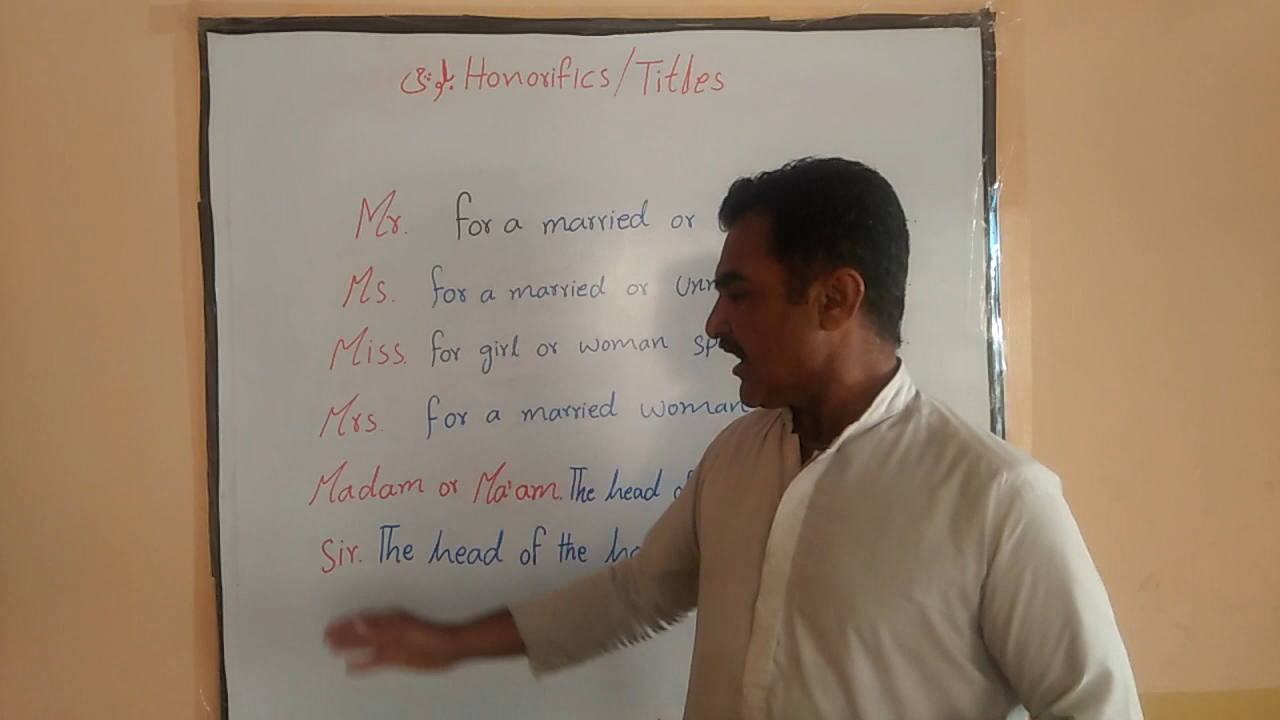 بلوچی Honorifics/Titles
Mr. for a married or
Ms. for a married or
Miss. for girl or woman
Mrs. for a married woman
Madam or Ma'am. The head
Sir. The head of the